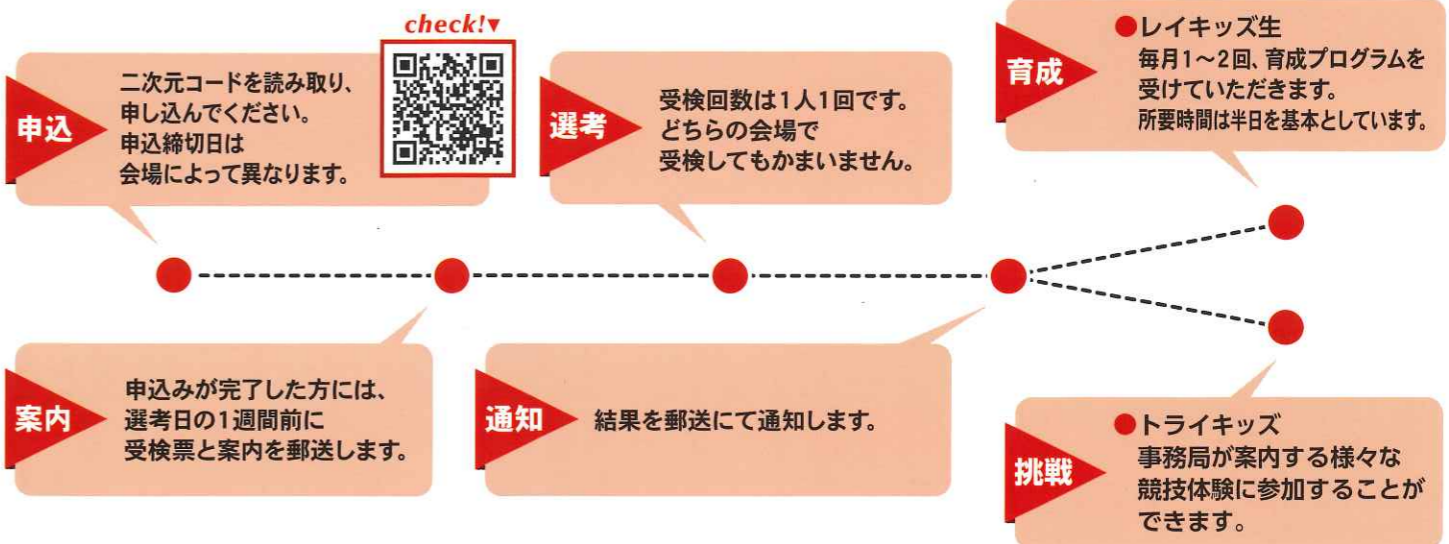 check!▼
申込
二次元コードを読み取り、
申し込んでください。
申込締切日は
会場によって異なります。
案内
申込みが完了した方には、
選考日の1週間前に
受検票と案内を郵送します。
選考
受検回数は1人1回です。
どちらの会場で
受検してもかまいません。
通知
結果を郵送にて通知します。
育成
●レイキッズ生
毎月1〜2回、育成プログラムを
受けていただきます。
所要時間は半日を基本としています。
挑戦
●トライキッズ
事務局が案内する様々な
競技体験に参加することが
できます。